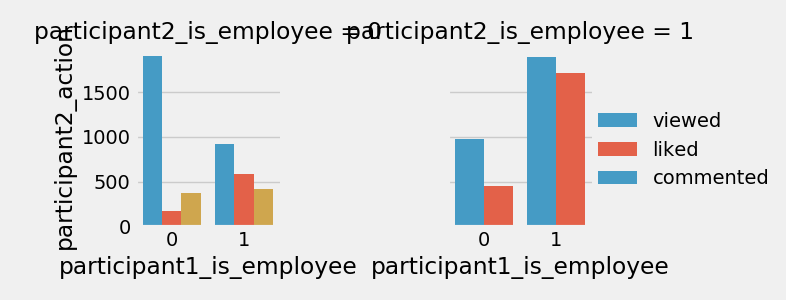 participant2_is_employee = 0
participant2_is_employee = 1
participant2_action
1500
1000
500
0
0 1
0 1
participant1_is_employee
participant1_is_employee
viewed
liked
commented